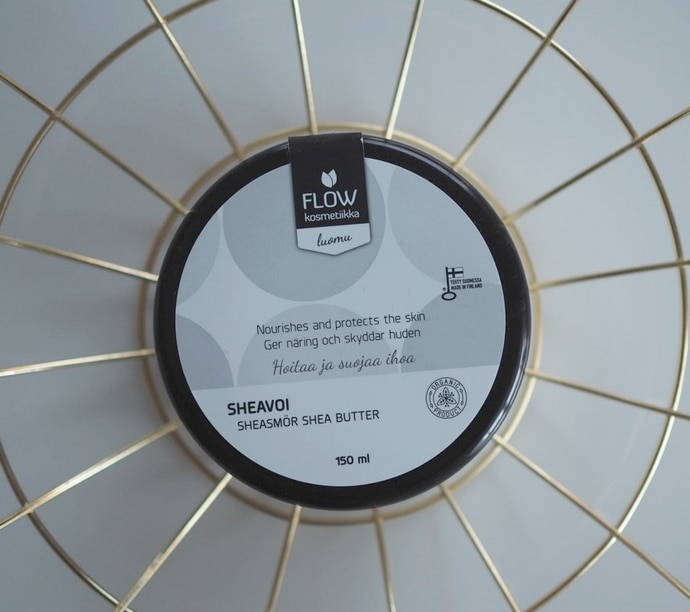 FLOW
kosmetiikka
luomu
TEHTY SUOMESSA
MADE IN FINLAND
Nourishes and protects the skin
Ger näring och skyddar huden
Hoitaa ja suojaa ihoa
SHEAVOI
SHEASMÖR SHEA BUTTER
ORGANIC
PRODUCT
150 ml